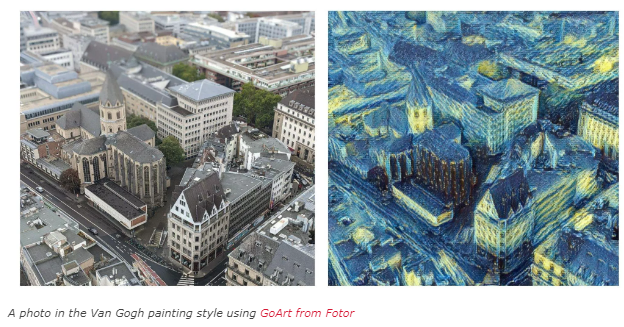 A photo in the Van Gogh painting style using GoArt from Fotor